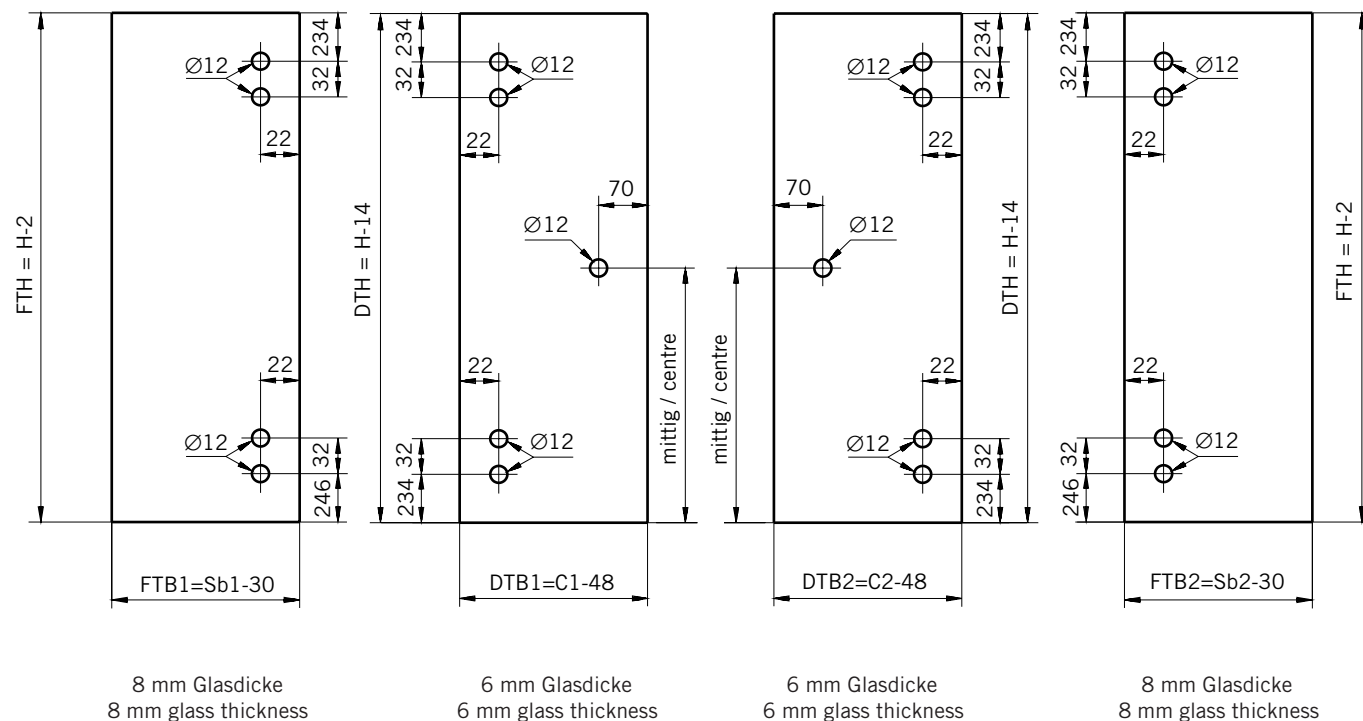 FTH = H-2
Ø12
234
32
22
22
Ø12
32
246
FTB1=Sb1-30
8 mm Glasdicke
8 mm glass thickness
DTH = H-14
234
32
Ø12
22
70
Ø12
mittig / centre
22
32
Ø12
234
DTB1=C1-48
6 mm Glasdicke
6 mm glass thickness
234
32
Ø12
22
70
Ø12
mittig / centre
DTH = H-14
22
Ø12
32
234
DTB2=C2-48
6 mm Glasdicke
6 mm glass thickness
234
32
Ø12
22
FTH = H-2
22
32
Ø12
246
FTB2=Sb2-30
8 mm Glasdicke
8 mm glass thickness